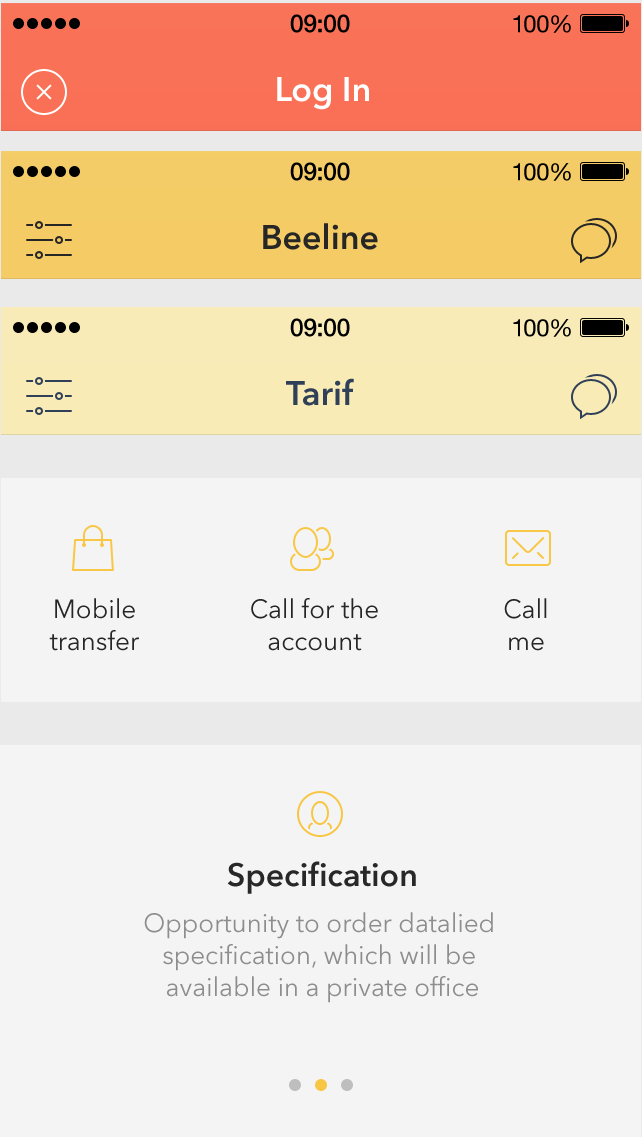 09:00 100%
Log In
09:00 100%
Beeline
09:00 100%
Tarif
Mobile transfer
Call for the account
Call me
Specification
Opportunity to order datalied
specification, which will be
available in a private office